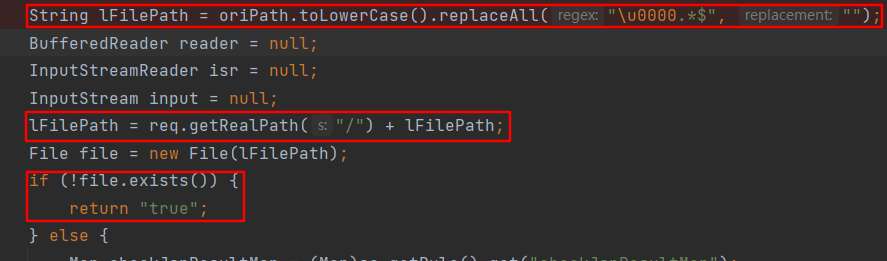 String lFilePath = oriPath.toLowerCase().replaceAll( regex: "\u0000.*$", replacement: "");
BufferedReader reader = null;
InputStreamReader isr = null;
InputStream input = null;
lFilePath = req.getRealPath( s: "/") + lFilePath;
File file = new File(lFilePath);
if (!file.exists()) {
return "true";
} else {